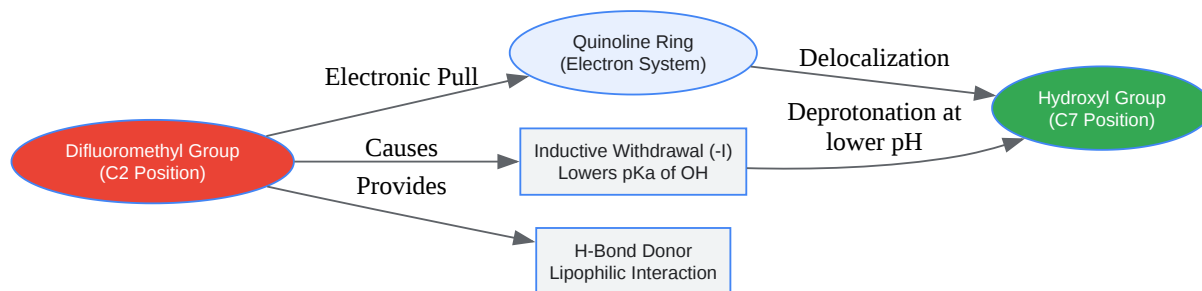 Quinoline Ring
(Electron System)
Electronic Pull
Delocalization
Hydroxyl Group
(C7 Position)
Deprotonation at
lower pH
Difluoromethyl Group
(C2 Position)
Causes
Inductive Withdrawal (-I)
Lowers pKa of OH
Provides
H-Bond Donor
Lipophilic Interaction